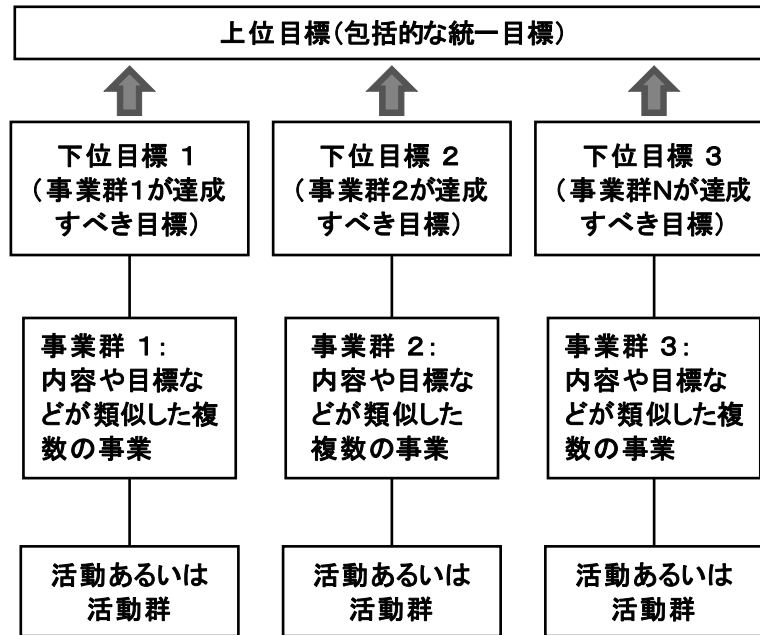 上位目標（包括的な統一目標）
下位目標 1
（事業群1が達成
すべき目標）
下位目標 2
（事業群2が達成
すべき目標）
下位目標 3
（事業群Nが達成
すべき目標）
事業群 1：
内容や目標な
どが類似した複
数の事業
事業群 2：
内容や目標な
どが類似した
複数の事業
事業群 3：
内容や目標な
どが類似した複
数の事業
活動あるいは
活動群
活動あるいは
活動群
活動あるいは
活動群